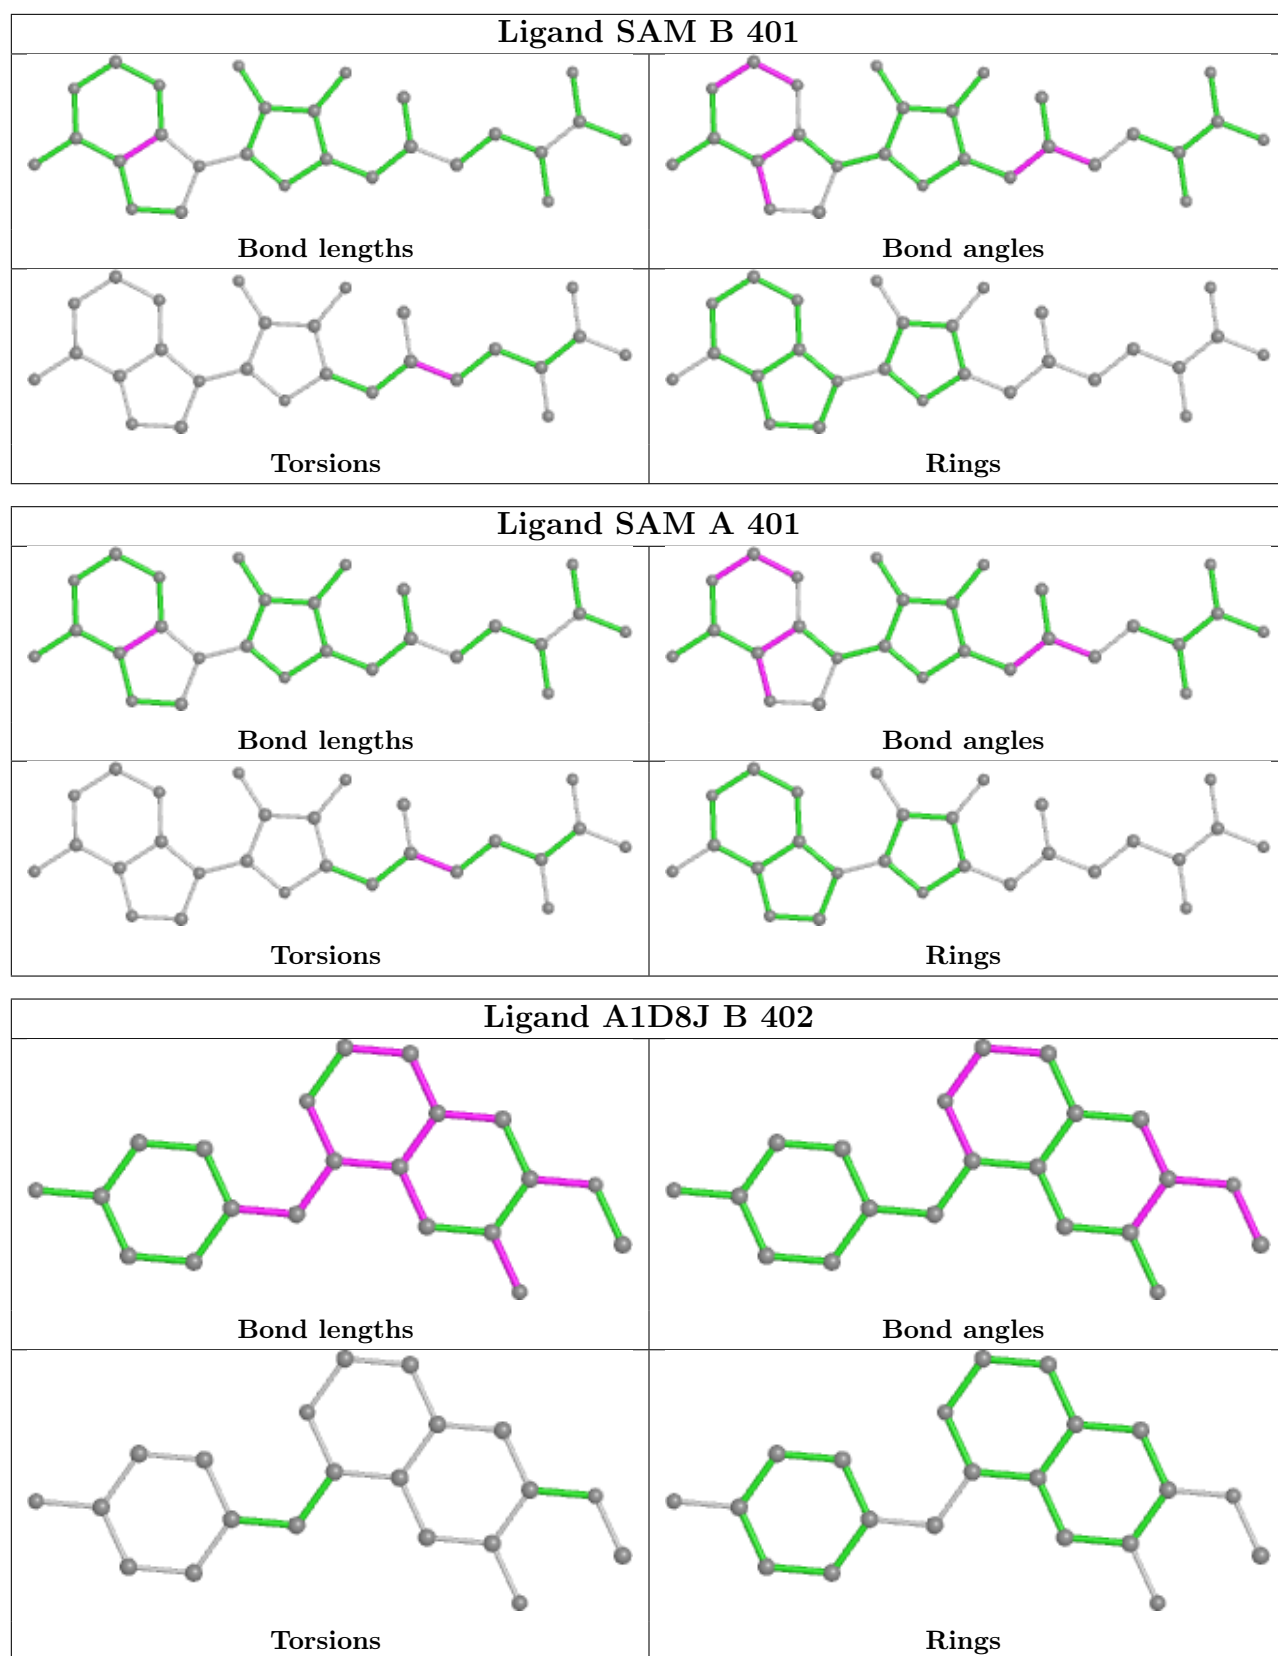 Ligand SAM B 401
Bond lengths
Bond angles
Torsions
Rings
Ligand SAM A 401
Bond lengths
Bond angles
Torsions
Rings
Ligand A1D8J B 402
Bond lengths
Bond angles
Torsions
Rings